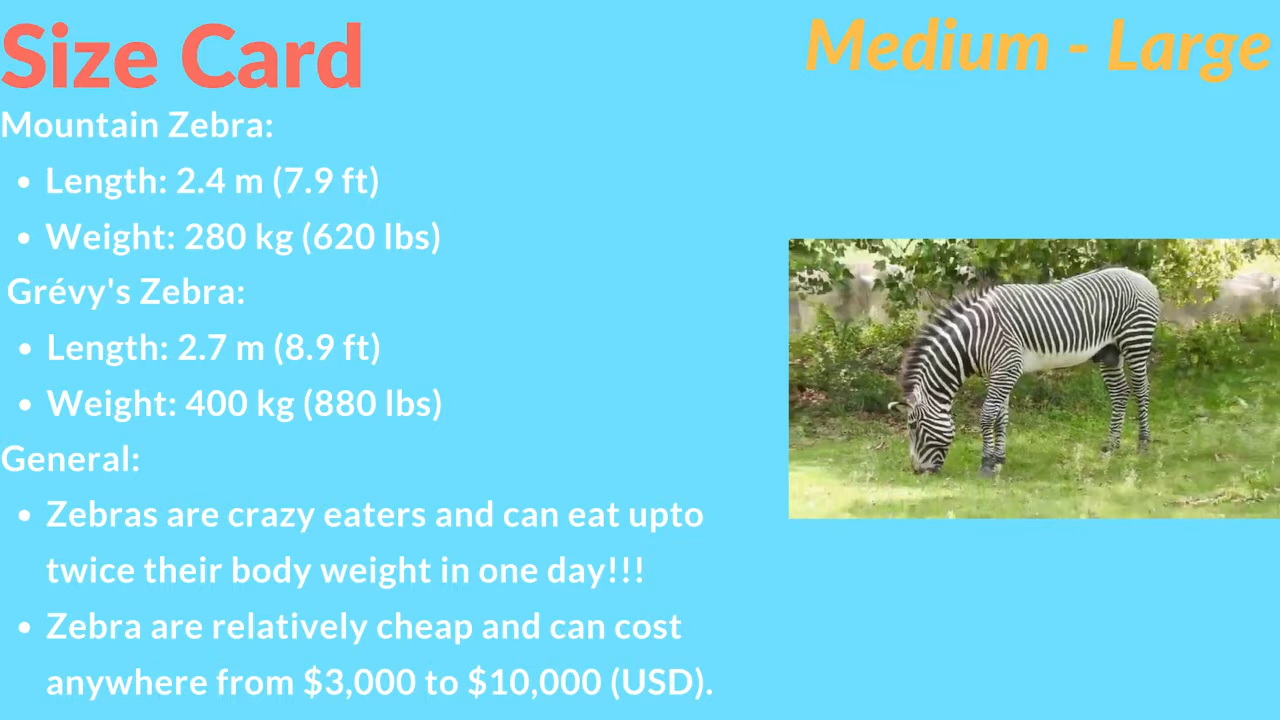 Size Card
Medium - Large
Mountain Zebra:
• Length: 2.4 m (7.9 ft)
• Weight: 280 kg (620 lbs)
Grévy's Zebra:
• Length: 2.7 m (8.9 ft)
• Weight: 400 kg (880 lbs)
General:
• Zebras are crazy eaters and can eat upto
twice their body weight in one day!!!
• Zebra are relatively cheap and can cost
anywhere from $3,000 to $10,000 (USD).